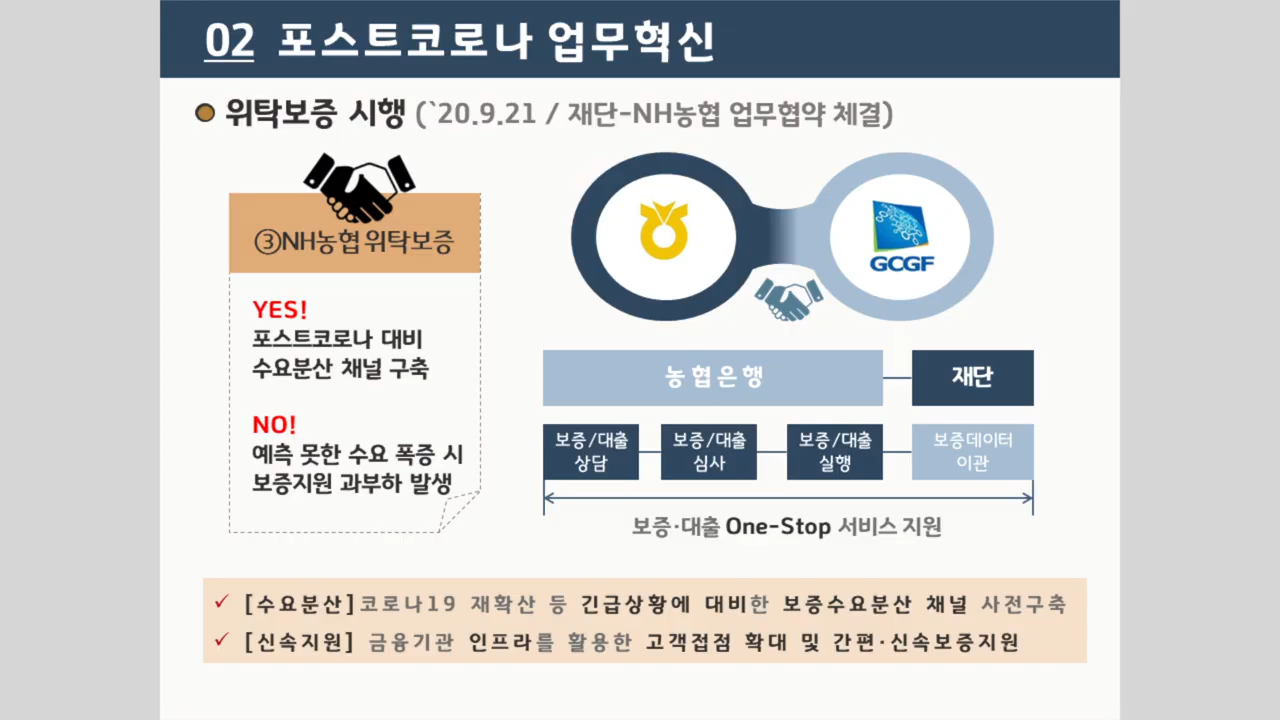 02 포스트코로나 업무혁신
위탁보증 시행 (`20.9.21 / 재단-NH농협 업무협약 체결)
③NH농협 위탁보증
YES!
포스트코로나 대비
수요분산 채널 구축
NO!
예측 못한 수요 폭증 시
보증지원 과부하 발생
GCGF
농협은행
재단
보증/대출
상담
보증/대출
심사
보증/대출
실행
보증데이터
이관
보증·대출 One-Stop 서비스 지원
✓ [수요분산] 코로나19 재확산 등 긴급상황에 대비한 보증수요분산 채널 사전구축
✓ [신속지원] 금융기관 인프라를 활용한 고객접점 확대 및 간편·신속보증지원